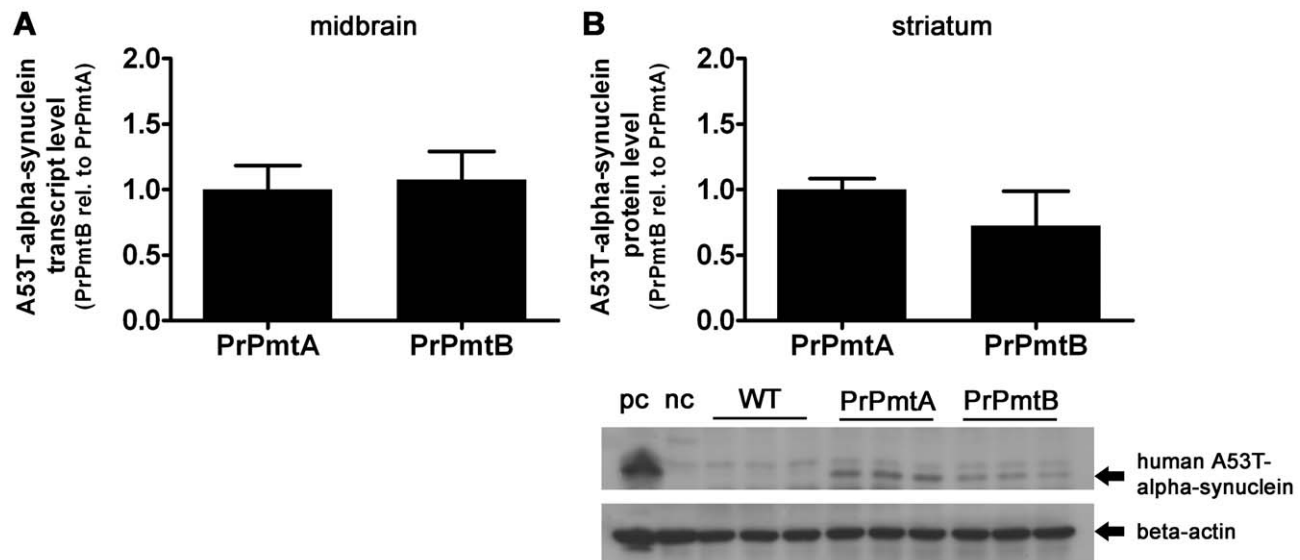 A midbrain
A53T-alpha-synuclein
transcript level
(PrPmtB rel. to PrPmtA)
2.0
1.5
1.0
0.5
0.0
PrPmtA PrPmtB
B striatum
A53T-alpha-synuclein
protein level
(PrPmtB rel. to PrPmtA)
2.0
1.5
1.0
0.5
0.0
PrPmtA PrPmtB
pc nc WT PrPmtA PrPmtB
human A53T-
alpha-synuclein
beta-actin